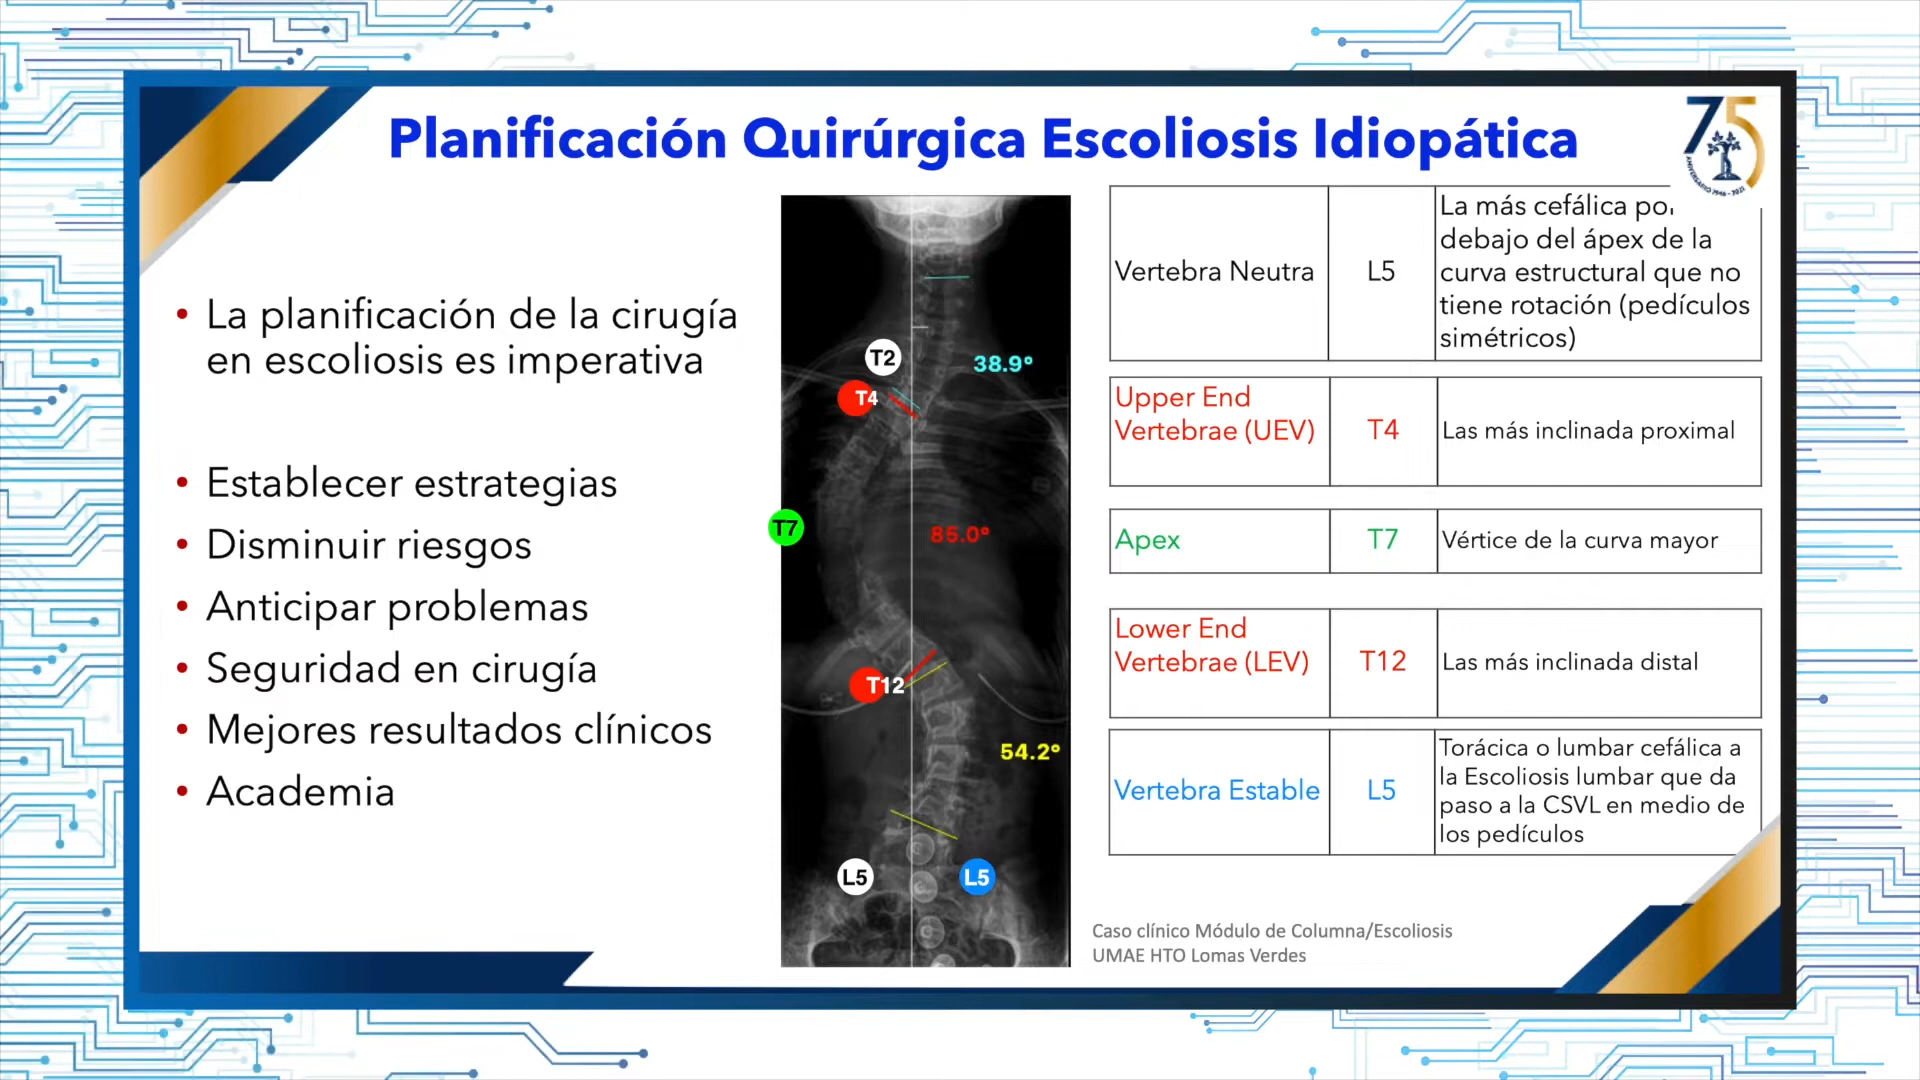 Planificación Quirúrgica Escoliosis Idiopática
75
ANIVERSARIO 1946 - 2021
• La planificación de la cirugía
en escoliosis es imperativa
• Establecer estrategias
• Disminuir riesgos
• Anticipar problemas
• Seguridad en cirugía
• Mejores resultados clínicos
• Academia
T2
38.9°
T4
T7
85.0°
T12
54.2°
L5
L5
Vertebra Neutra
L5
La más cefálica por
debajo del ápex de la
curva estructural que no
tiene rotación (pedículos
simétricos)
Upper End
Vertebrae (UEV)
T4
Las más inclinada proximal
Apex
T7
Vértice de la curva mayor
Lower End
Vertebrae (LEV)
T12
Las más inclinada distal
Vertebra Estable
L5
Torácica o lumbar cefálica a
la Escoliosis lumbar que da
paso a la CSVL en medio de
los pedículos
Caso clínico Módulo de Columna/Escoliosis
UMAE HTO Lomas Verdes